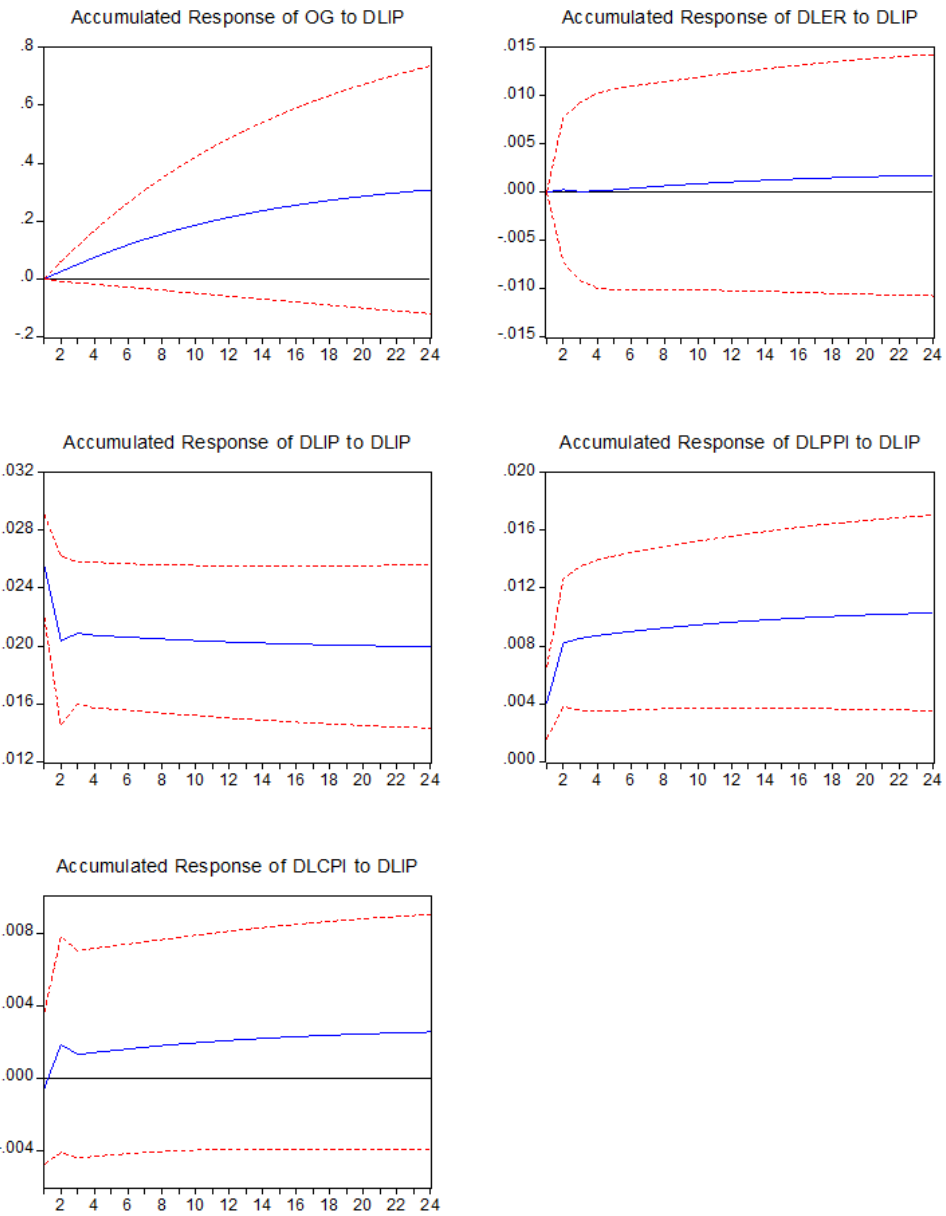 Accumulated Response of OG to DLIP
.8
.6
.4
.2
.0
-.2
2 4 6 8 10 12 14 16 18 20 22 24
Accumulated Response of DLER to DLIP
.015
.010
.005
.000
-.005
-.010
-.015
2 4 6 8 10 12 14 16 18 20 22 24
Accumulated Response of DLIP to DLIP
.032
.028
.024
.020
.016
.012
2 4 6 8 10 12 14 16 18 20 22 24
Accumulated Response of DLPPI to DLIP
.020
.016
.012
.008
.004
.000
2 4 6 8 10 12 14 16 18 20 22 24
Accumulated Response of DLCPI to DLIP
.008
.004
.000
-.004
2 4 6 8 10 12 14 16 18 20 22 24